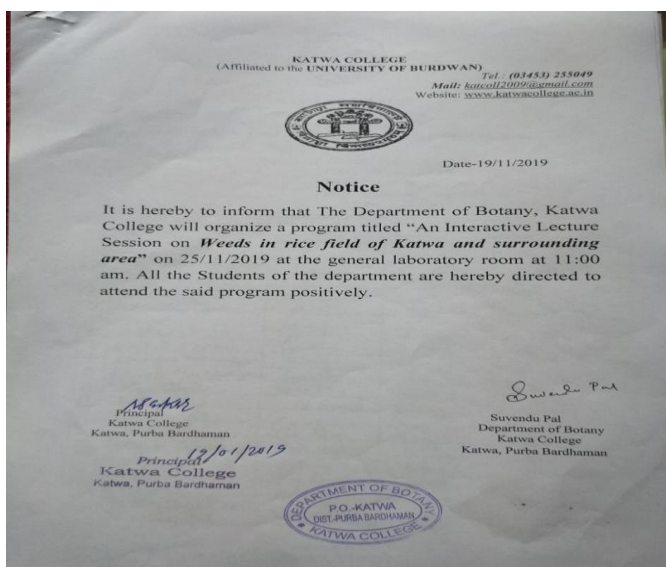 KATWA COLLEGE
(Affiliated to the UNIVERSITY OF BURDWAN)
Tel.: (03453) 255049
Mail: katcoll2009@gmail.com
Website: www.katwacollege.ac.in
Date-19/11/2019
Notice
It is hereby to inform that The Department of Botany, Katwa
College will organize a program titled “An Interactive Lecture
Session on Weeds in rice field of Katwa and surrounding
area” on 25/11/2019 at the general laboratory room at 11:00
am. All the Students of the department are hereby directed to
attend the said program positively.
Principal
Katwa College
Katwa, Purba Bardhaman
19/01/2019
Principal
Katwa College
Katwa, Purba Bardhaman
Suvendu Pal
Suvendu Pal
Department of Botany
Katwa College
Katwa, Purba Bardhaman
DEPARTMENT OF BOTANY
P.O.-KATWA
DIST.-PURBA BARDHAMAN
KATWA COLLEGE